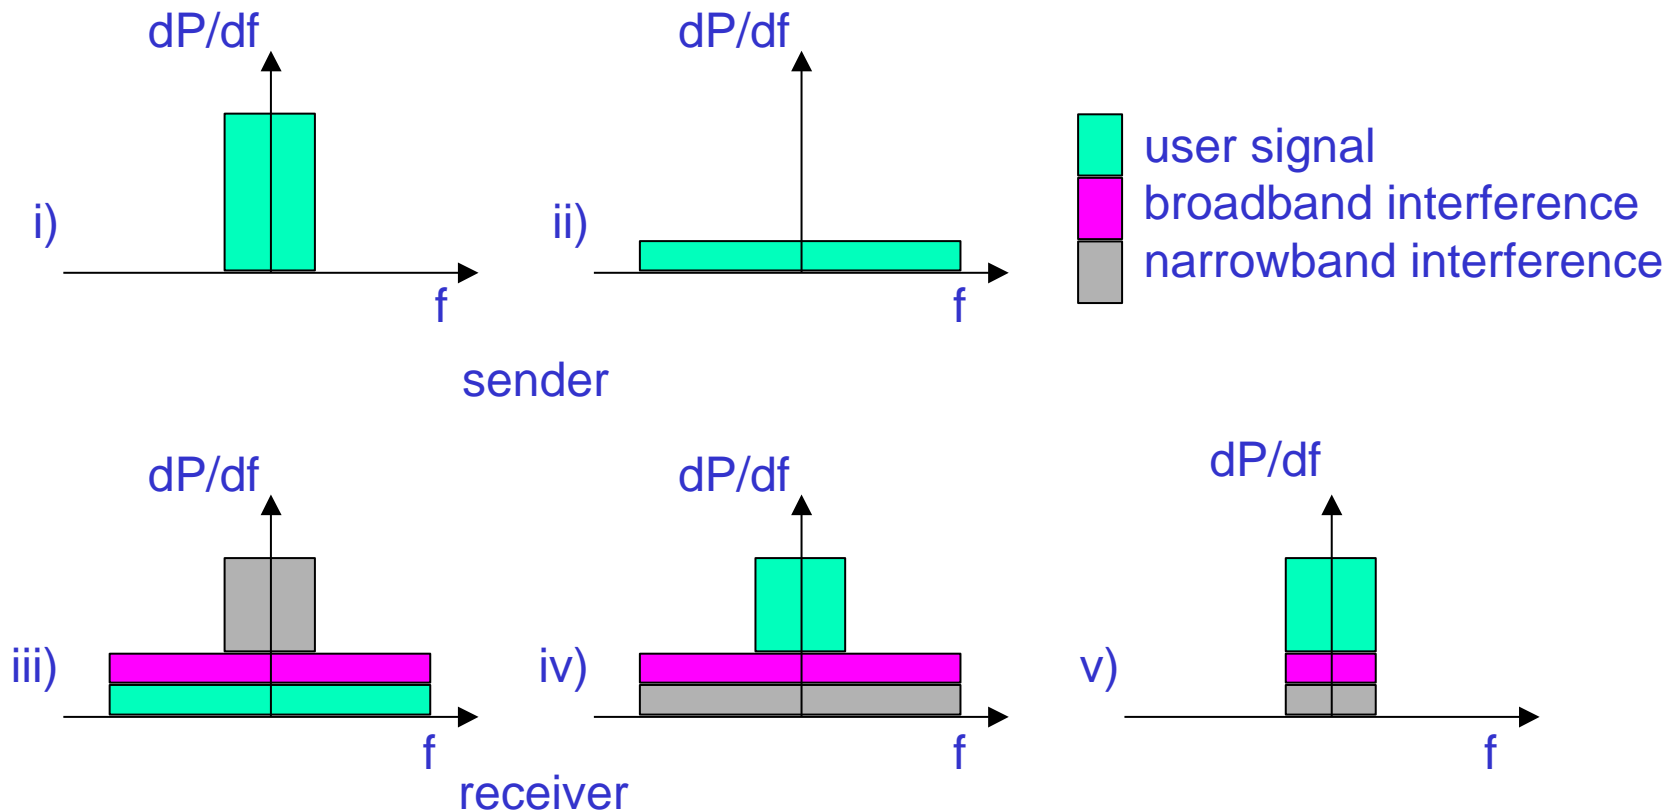 dP/df
dP/df
user signal
broadband interference
narrowband interference
i)
ii)
f
f
sender
dP/df
dP/df
dP/df
iii)
iv)
v)
f
f
f
receiver